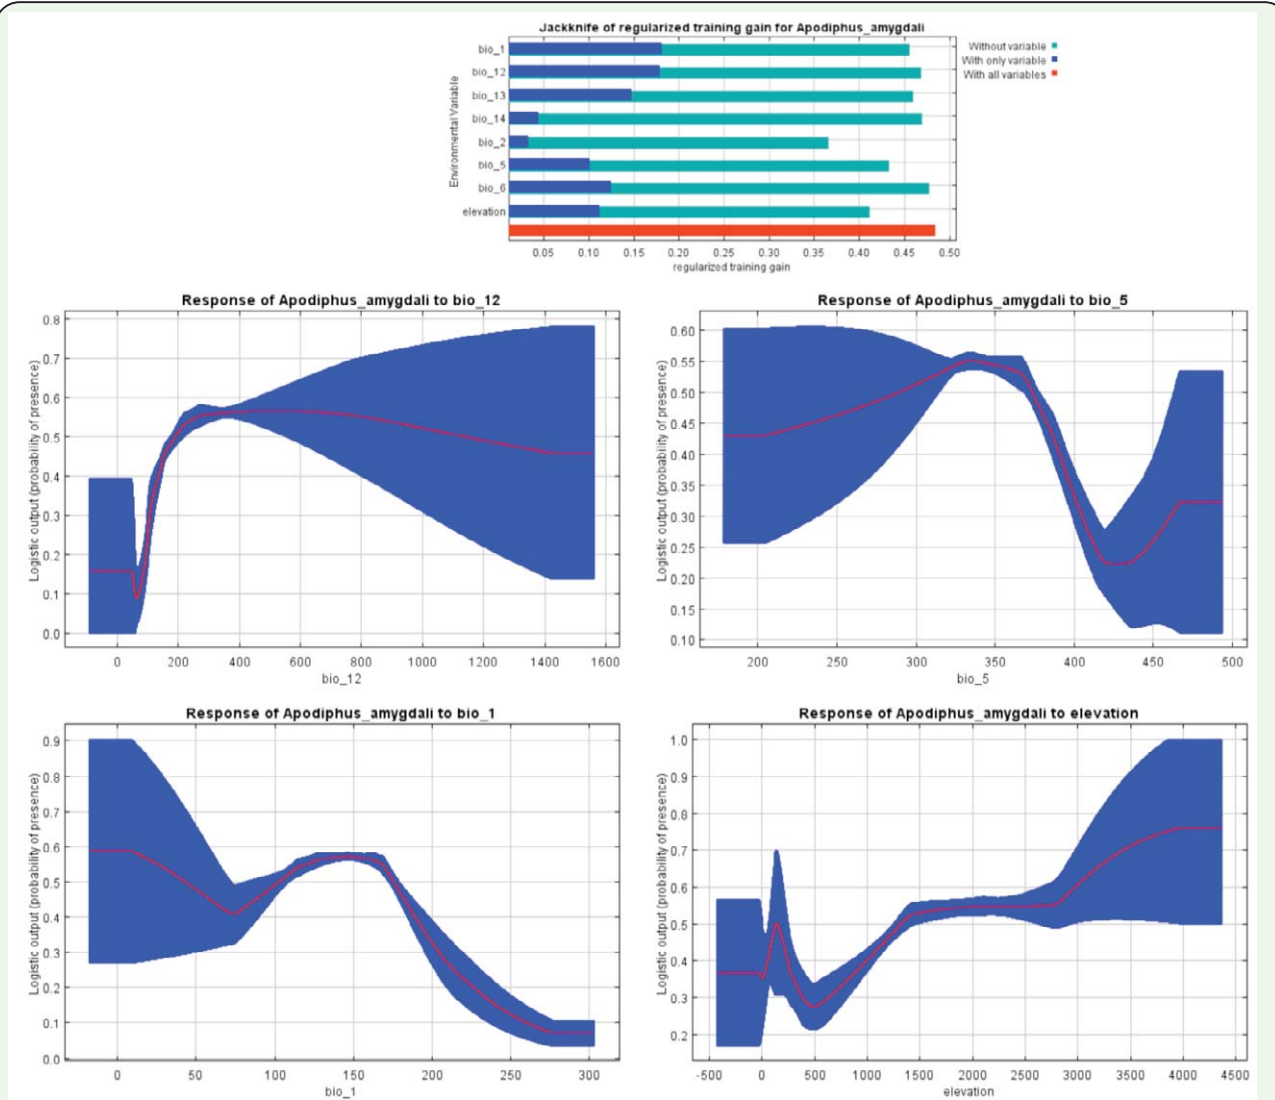 Jackknife of regularized training gain for Apodiphus_amygdali
Environmental Variable
bio_1
bio_12
bio_13
bio_14
bio_2
bio_5
bio_6
elevation
Without variable
With only variable
With all variables
0.05 0.10 0.15 0.20 0.25 0.30 0.35 0.40 0.45 0.50
regularized training gain
Response of Apodiphus_amygdali to bio_12
Logistic output (probability of presence)
0.8
0.7
0.6
0.5
0.4
0.3
0.2
0.1
0.0
0 200 400 600 800 1000 1200 1400 1600
bio_12
Response of Apodiphus_amygdali to bio_5
Logistic output (probability of presence)
0.60
0.55
0.50
0.45
0.40
0.35
0.30
0.25
0.20
0.15
0.10
200 250 300 350 400 450 500
bio_5
Response of Apodiphus_amygdali to bio_1
Logistic output (probability of presence)
0.9
0.8
0.7
0.6
0.5
0.4
0.3
0.2
0.1
0.0
0 50 100 150 200 250 300
bio_1
Response of Apodiphus_amygdali to elevation
Logistic output (probability of presence)
1.0
0.9
0.8
0.7
0.6
0.5
0.4
0.3
0.2
-500 0 500 1000 1500 2000 2500 3000 3500 4000 4500
elevation